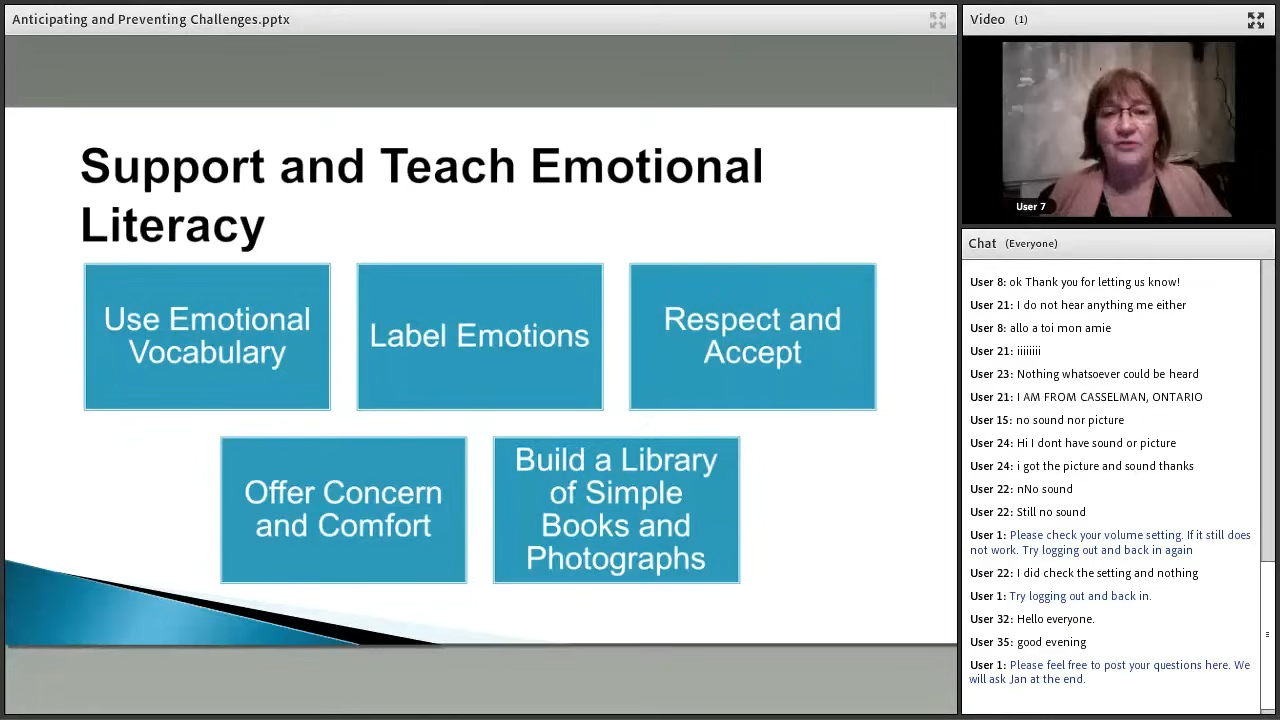 Anticipating and Preventing Challenges.pptx
Support and Teach Emotional
Literacy
Use Emotional
Vocabulary
Label Emotions
Respect and
Accept
Offer Concern
and Comfort
Build a Library
of Simple
Books and
Photographs
Video (1)
User 7
Chat (Everyone)
User 8: ok Thank you for letting us know!
User 21: I do not hear anything me either
User 8: allo a toi mon amie
User 21: iiiiiiii
User 23: Nothing whatsoever could be heard
User 21: I AM FROM CASSELMAN, ONTARIO
User 15: no sound nor picture
User 24: Hi I dont have sound or picture
User 24: i got the picture and sound thanks
User 22: nNo sound
User 22: Still no sound
User 1: Please check your volume setting. If it still does
not work. Try logging out and back in again
User 22: I did check the setting and nothing
User 1: Try logging out and back in.
User 32: Hello everyone.
User 35: good evening
User 1: Please feel free to post your questions here. We
will ask Jan at the end.